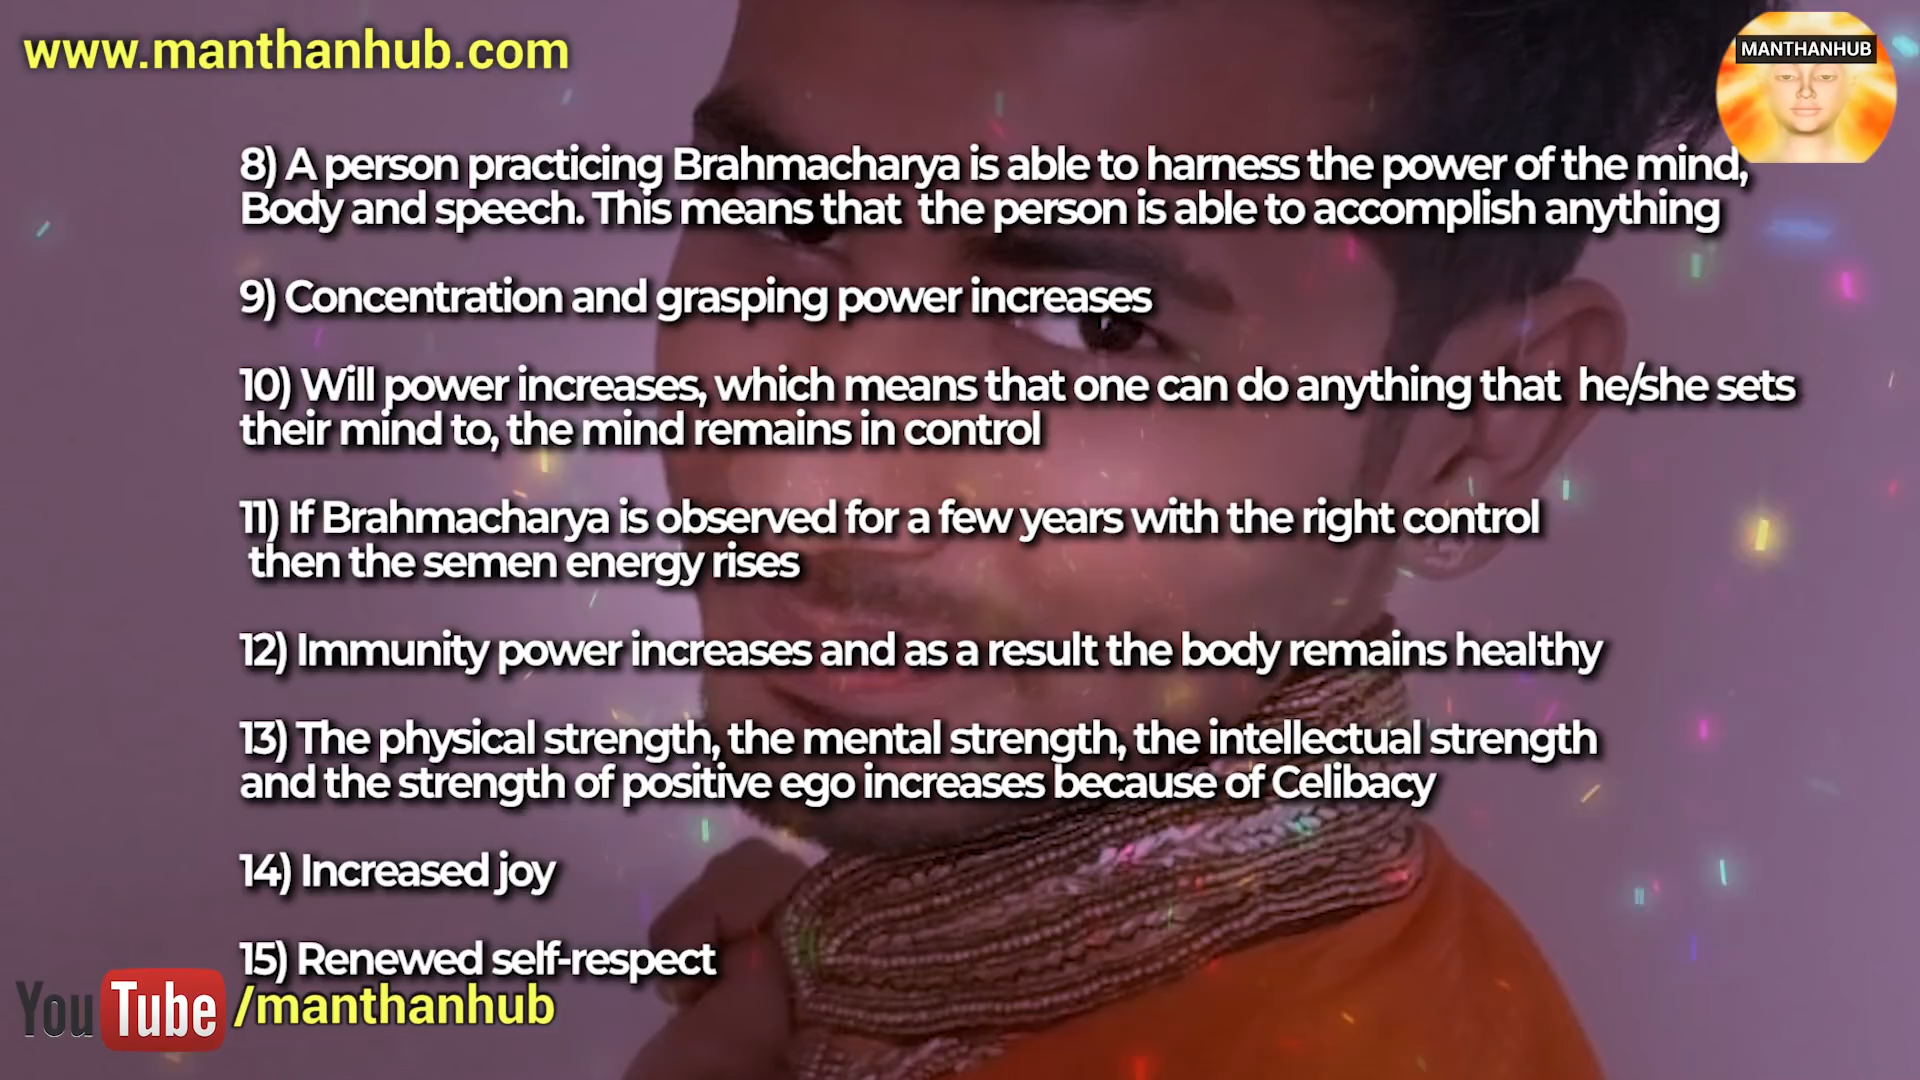 www.manthanhub.com
MANTHANHUB
8) A person practicing Brahmacharya is able to harness the power of the mind,
Body and speech. This means that  the person is able to accomplish anything
9) Concentration and grasping power increases
10) Will power increases, which means that one can do anything that  he/she sets
their mind to, the mind remains in control
11) If Brahmacharya is observed for a few years with the right control
then the semen energy rises
12) Immunity power increases and as a result the body remains healthy
13) The physical strength, the mental strength, the intellectual strength
and the strength of positive ego increases because of Celibacy
14) Increased joy
15) Renewed self-respect
YouTube /manthanhub